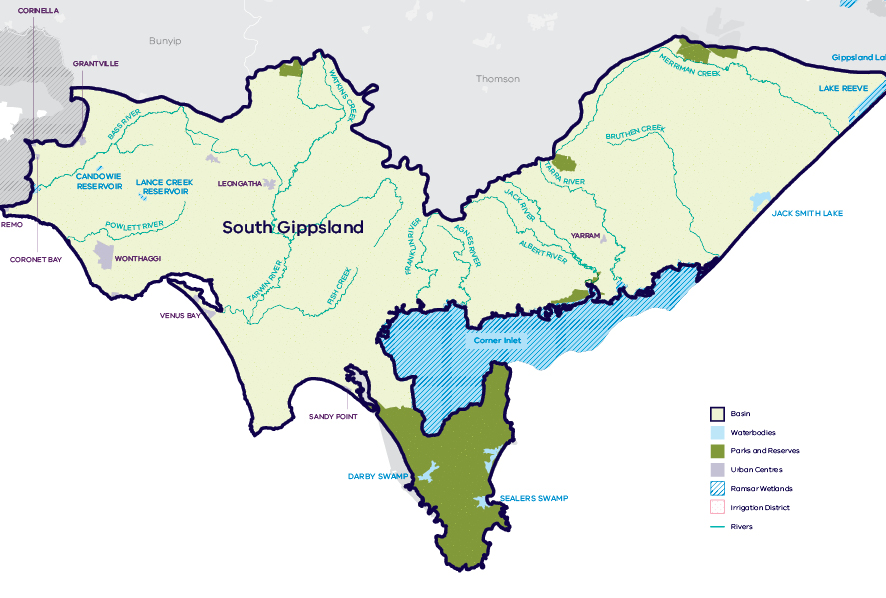 CORINELLA
Bunyip
GRANTVILLE
Thomson
WATKINS CREEK
MERRIMAN CREEK
Gippsland Lak
LAKE REEVE
BASS RIVER
BRUTHEN CREEK
CANDOWIE
RESERVOIR
LANCE CREEK
RESERVOIR
LEONGATHA
TARRA RIVER
JACK RIVER
JACK SMITH LAKE
REMO
POWLETT RIVER
South Gippsland
FRANKLIN RIVER
AGNES RIVER
ALBERT RIVER
YARRAM
CORONET BAY
WONTHAGGI
TARWIN RIVER
FISH CREEK
VENUS BAY
Corner Inlet
SANDY POINT
DARBY SWAMP
SEALERS SWAMP
Basin
Waterbodies
Parks and Reserves
Urban Centres
Ramsar Wetlands
Irrigation District
Rivers